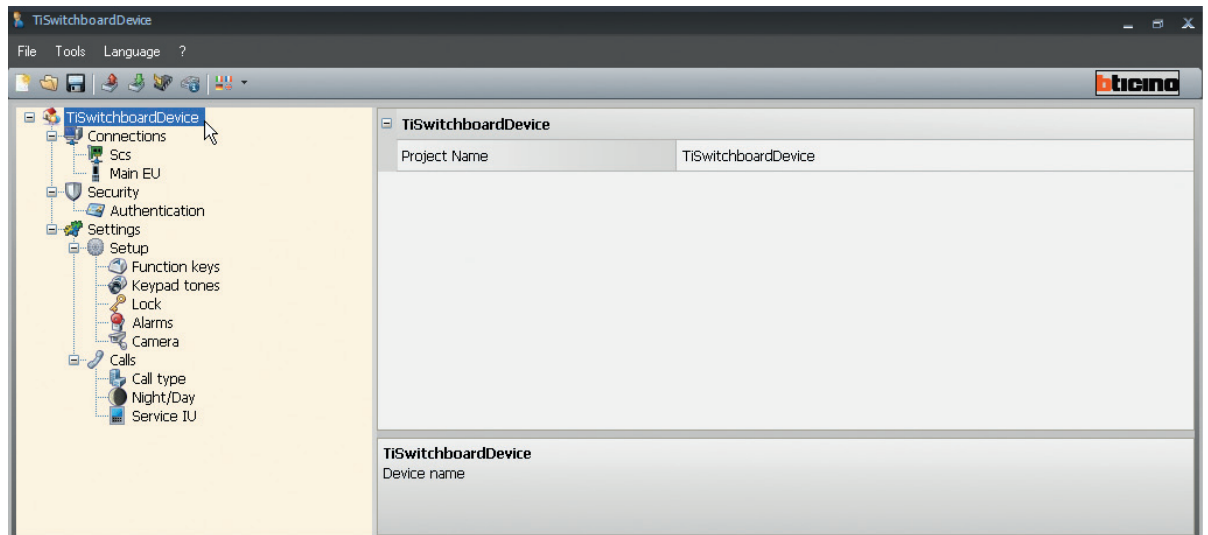 TiSwitchboardDevice
File Tools Language ?
bticino
TiSwitchboardDevice
Connections
Scs
Main EU
Security
Authentication
Settings
Setup
Function keys
Keypad tones
Lock
Alarms
Camera
Calls
Call type
Night/Day
Service IU
TiSwitchboardDevice
Project Name TiSwitchboardDevice
TiSwitchboardDevice
Device name